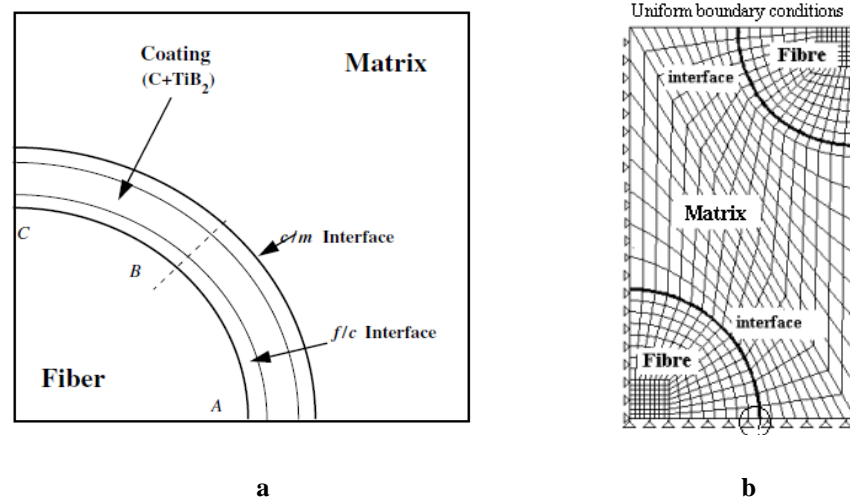 Coating
(C+TiB2)
Matrix
C
B
c/m Interface
f/c Interface
Fiber
A
a
Uniform boundary conditions
Fibre
interface
Matrix
interface
Fibre
b